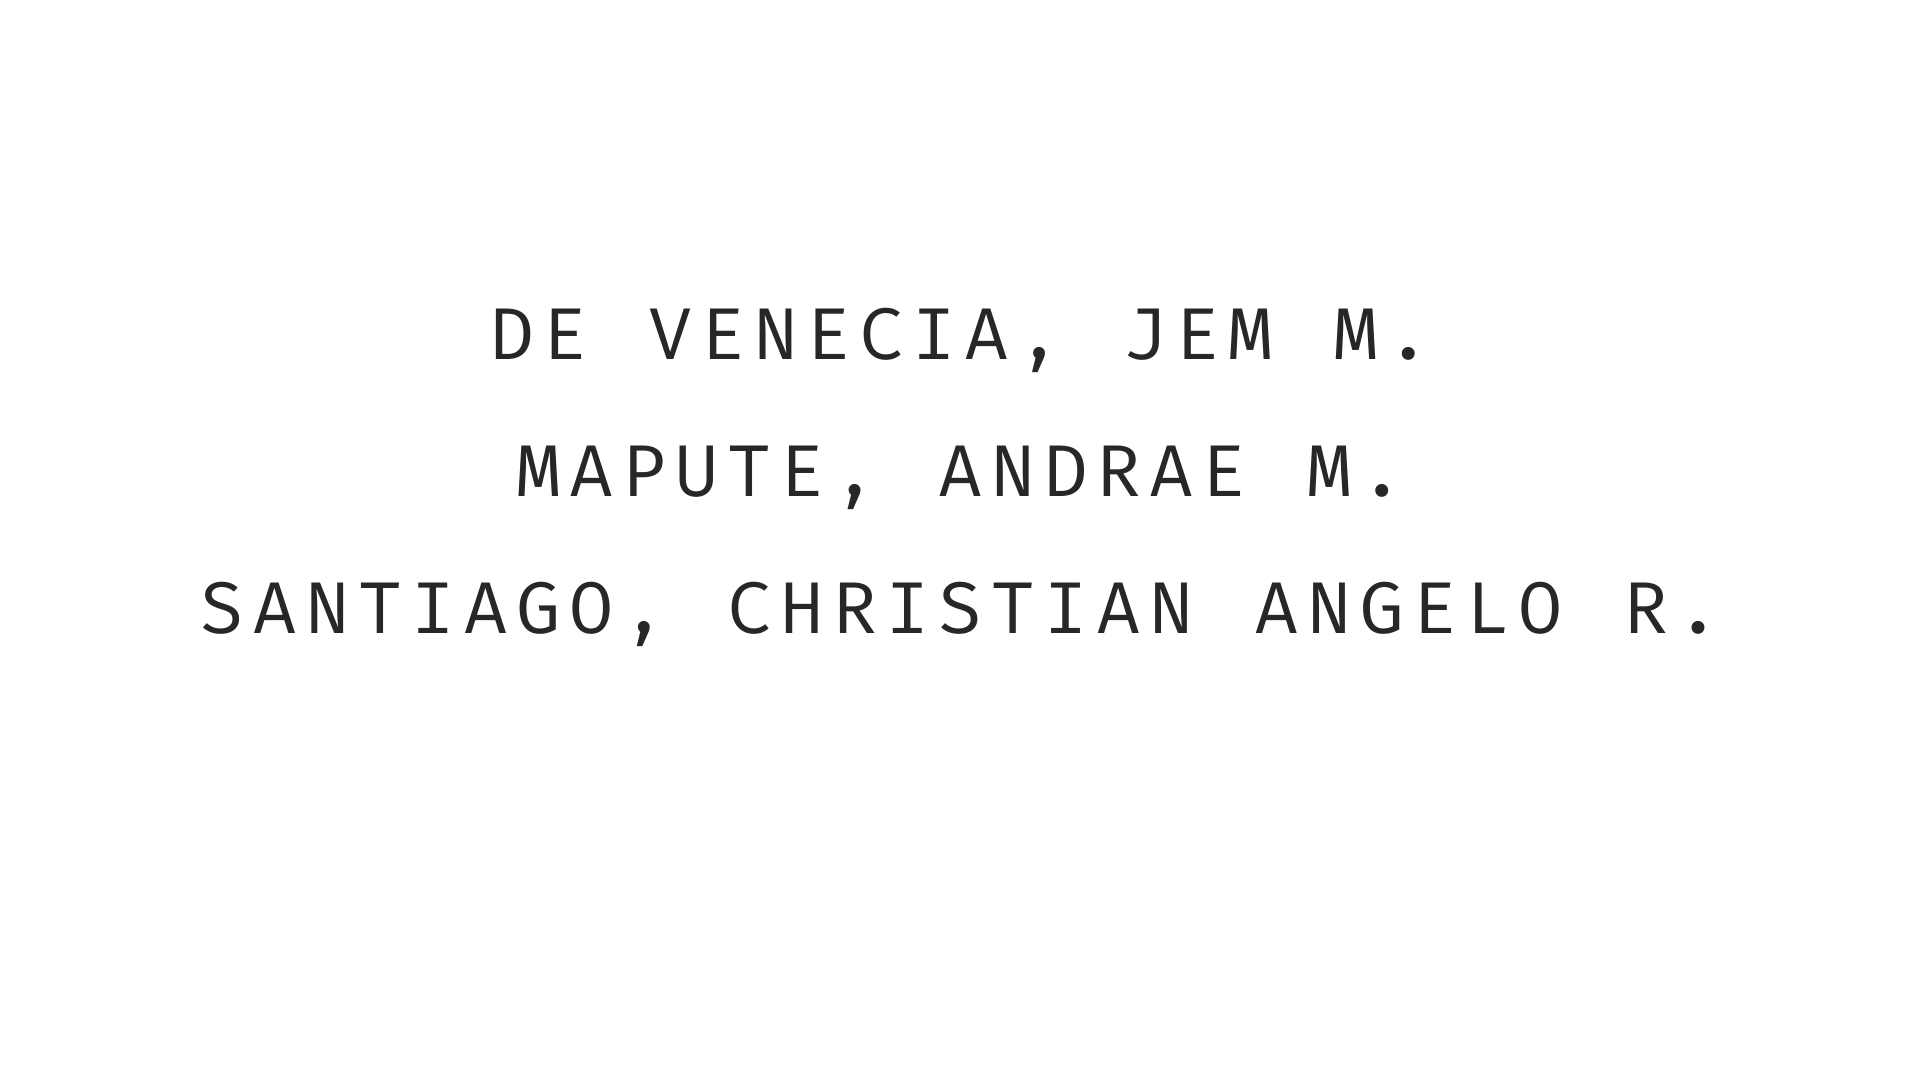 DE VENECIA, JEM M.
MAPUTE, ANDRAE M.
SANTIAGO, CHRISTIAN ANGELO R.